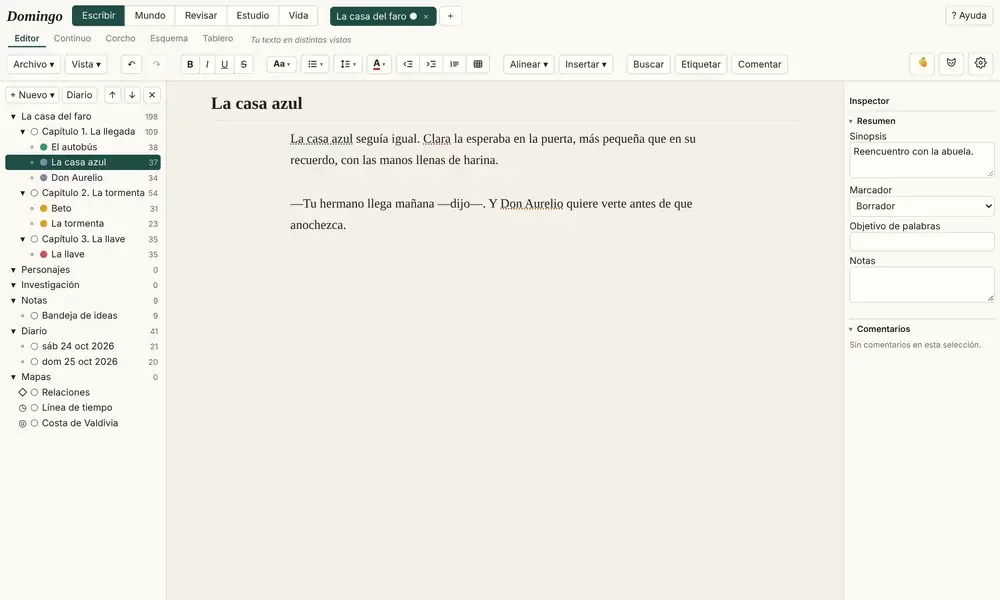 Domingo
Escribir Mundo Revisar Estudio Vida La casa del faro × + ? Ayuda
Editor Continuo Corcho Esquema Tablero Tu texto en distintas vistas
Archivo Vista B I U S Aa A Alinear Insertar Buscar Etiquetar Comentar
+ Nuevo Diario ↑ ↓ ✕
La casa del faro 198
Capítulo 1. La llegada 109
El autobús 38
La casa azul 37
Don Aurelio 34
Capítulo 2. La tormenta 54
Beto 31
La tormenta 23
Capítulo 3. La llave 35
La llave 35
Personajes 0
Investigación 0
Notas 9
Bandeja de ideas 9
Diario 41
sáb 24 oct 2026 21
dom 25 oct 2026 20
Mapas 0
Relaciones
Línea de tiempo
Costa de Valdivia
La casa azul
La casa azul seguía igual. Clara la esperaba en la puerta, más pequeña que en su
recuerdo, con las manos llenas de harina.
—Tu hermano llega mañana —dijo—. Y Don Aurelio quiere verte antes de que
anochezca.
Inspector
Resumen
Sinopsis
Reencuentro con la abuela.
Marcador
Borrador
Objetivo de palabras
Notas
Comentarios
Sin comentarios en esta selección.